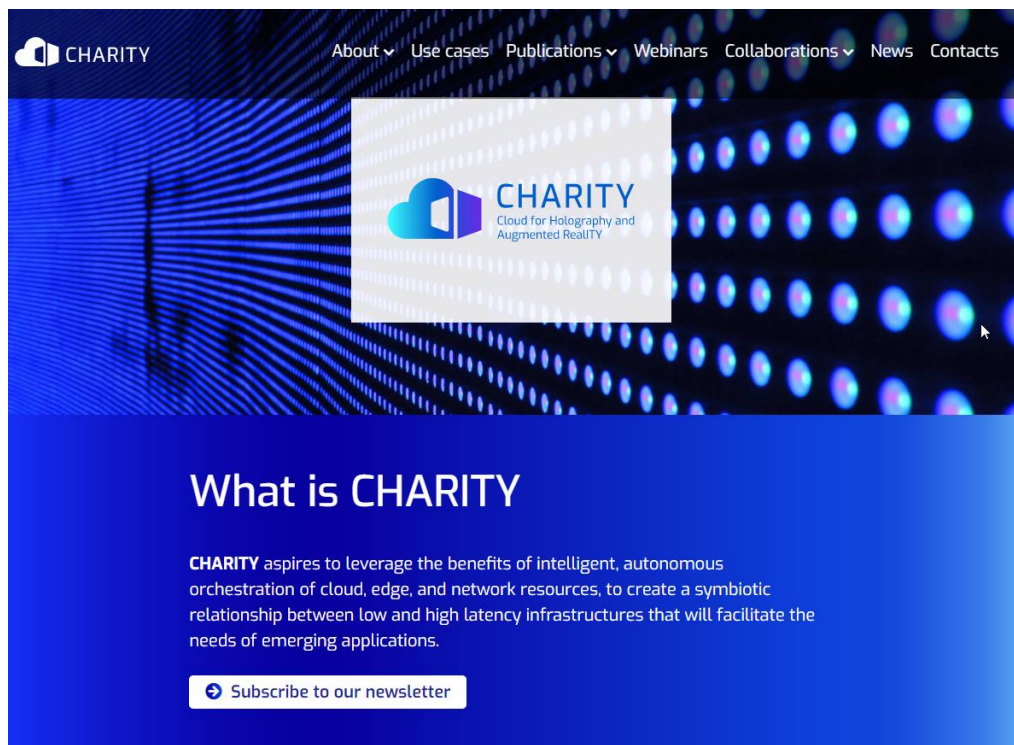 CHARITY
About Use cases Publications Webinars Collaborations News Contacts
CHARITY
Cloud for Holography and
Augmented RealITY
What is CHARITY
CHARITY aspires to leverage the benefits of intelligent, autonomous
orchestration of cloud, edge, and network resources, to create a symbiotic
relationship between low and high latency infrastructures that will facilitate the
needs of emerging applications.
Subscribe to our newsletter